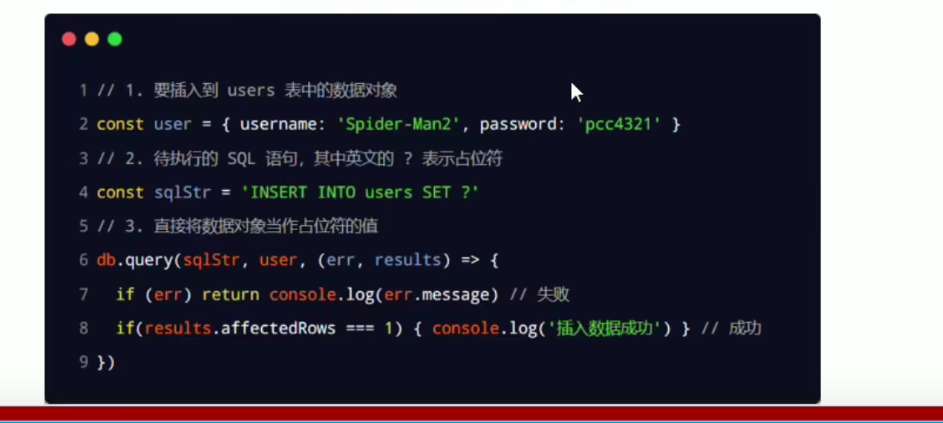 1 // 1. 要插入到 users 表中的数据对象
2 const user = { username: 'Spider-Man2', password: 'pcc4321' }
3 // 2. 待执行的 SQL 语句，其中英文的 ? 表示占位符
4 const sqlStr = 'INSERT INTO users SET ?'
5 // 3. 直接将数据对象当作占位符的值
6 db.query(sqlStr, user, (err, results) => {
7 if (err) return console.log(err.message) // 失败
8 if(results.affectedRows === 1) { console.log('插入数据成功') } // 成功
9 })